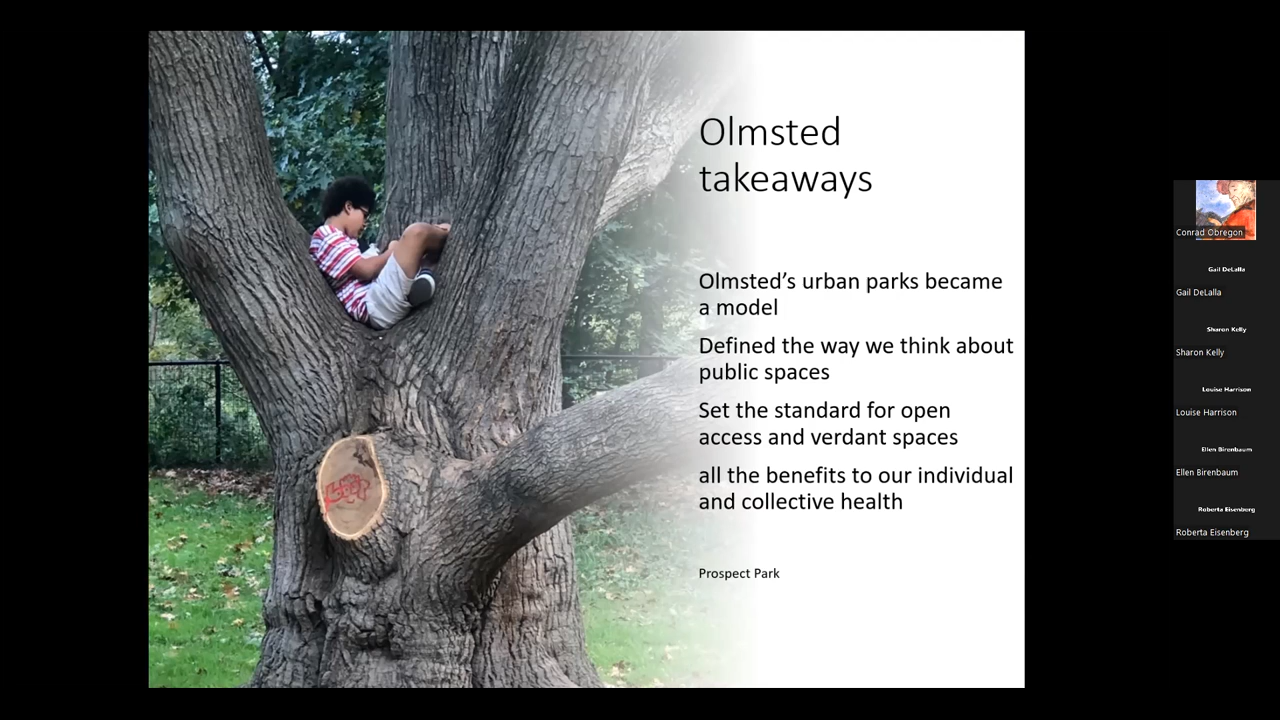 Olmsted
takeaways
Olmsted’s urban parks became
a model
Defined the way we think about
public spaces
Set the standard for open
access and verdant spaces
all the benefits to our individual
and collective health
Prospect Park
Conrad Obregon
Gail DeLalla
Gail DeLalla
Sharon Kelly
Sharon Kelly
Louise Harrison
Louise Harrison
Ellen Birenbaum
Ellen Birenbaum
Roberta Eisenberg
Roberta Eisenberg